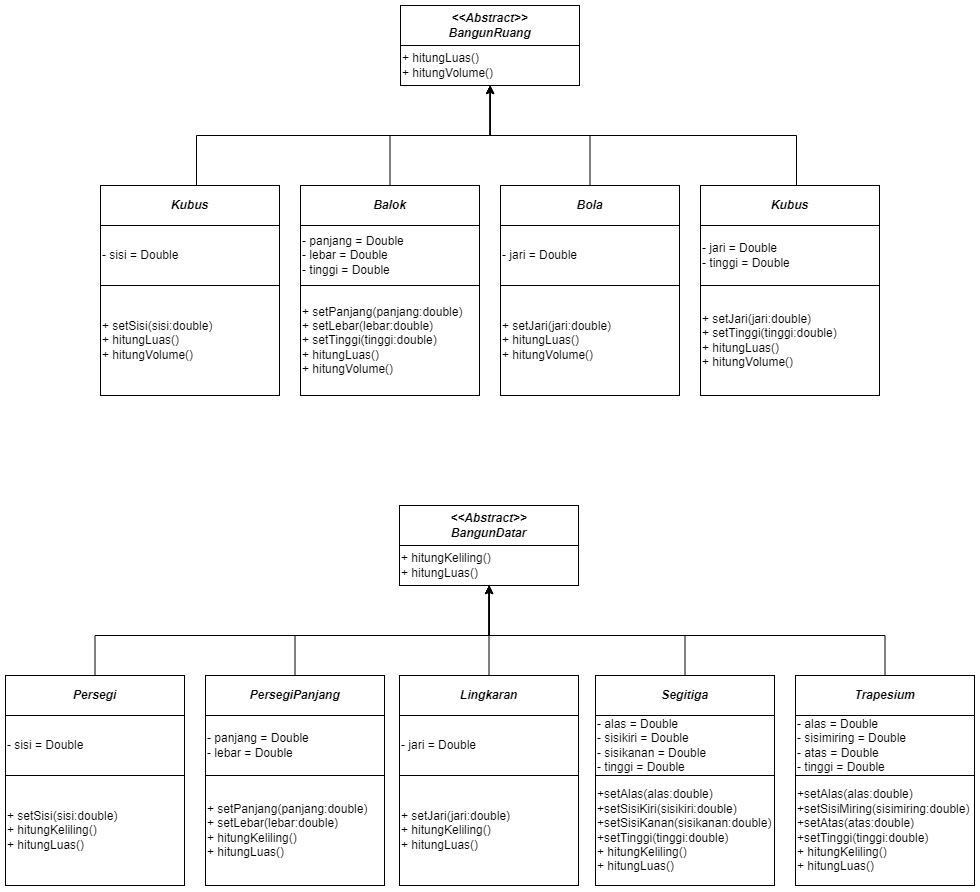 <<Abstract>>
BangunRuang
+ hitungLuas()
+ hitungVolume()
Kubus
- sisi = Double
+ setSisi(sisi:double)
+ hitungLuas()
+ hitungVolume()
Balok
- panjang = Double
- lebar = Double
- tinggi = Double
+ setPanjang(panjang:double)
+ setLebar(lebar:double)
+ setTinggi(tinggi:double)
+ hitungLuas()
+ hitungVolume()
Bola
- jari = Double
+ setJari(jari:double)
+ hitungLuas()
+ hitungVolume()
Kubus
- jari = Double
- tinggi = Double
+ setJari(jari:double)
+ setTinggi(tinggi:double)
+ hitungLuas()
+ hitungVolume()
<<Abstract>>
BangunDatar
+ hitungKeliling()
+ hitungLuas()
Persegi
- sisi = Double
+ setSisi(sisi:double)
+ hitungKeliling()
+ hitungLuas()
PersegiPanjang
- panjang = Double
- lebar = Double
+ setPanjang(panjang:double)
+ setLebar(lebar:double)
+ hitungKeliling()
+ hitungLuas()
Lingkaran
- jari = Double
+ setJari(jari:double)
+ hitungKeliling()
+ hitungLuas()
Segitiga
- alas = Double
- sisikiri = Double
- sisikanan = Double
- tinggi = Double
+setAlas(alas:double)
+setSisiKiri(sisikiri:double)
+setSisiKanan(sisikanan:double)
+setTinggi(tinggi:double)
+ hitungKeliling()
+ hitungLuas()
Trapesium
- alas = Double
- sisimiring = Double
- atas = Double
- tinggi = Double
+setAlas(alas:double)
+setSisiMiring(sisimiring:double)
+setAtas(atas:double)
+setTinggi(tinggi:double)
+ hitungKeliling()
+ hitungLuas()